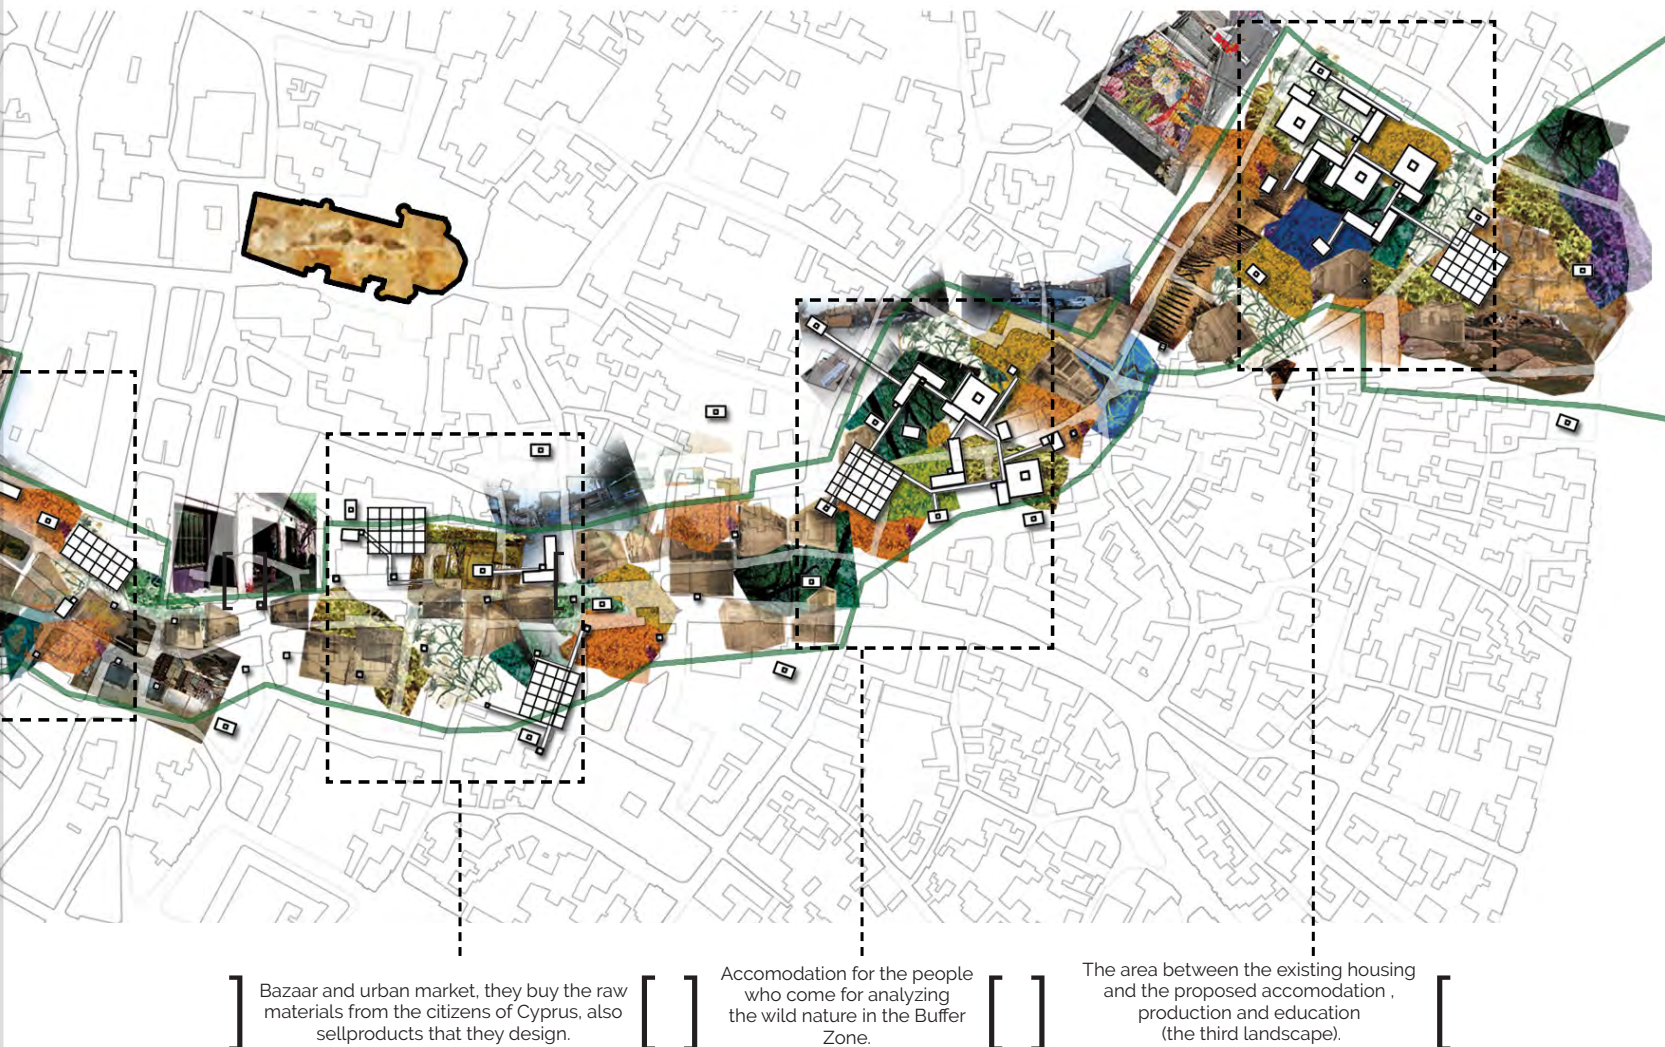 Bazaar and urban market, they buy the raw
materials from the citizens of Cyprus, also
sellproducts that they design.
Accomodation for the people
who come for analyzing
the wild nature in the Buffer
Zone.
The area between the existing housing
and the proposed accomodation ,
production and education
(the third landscape).